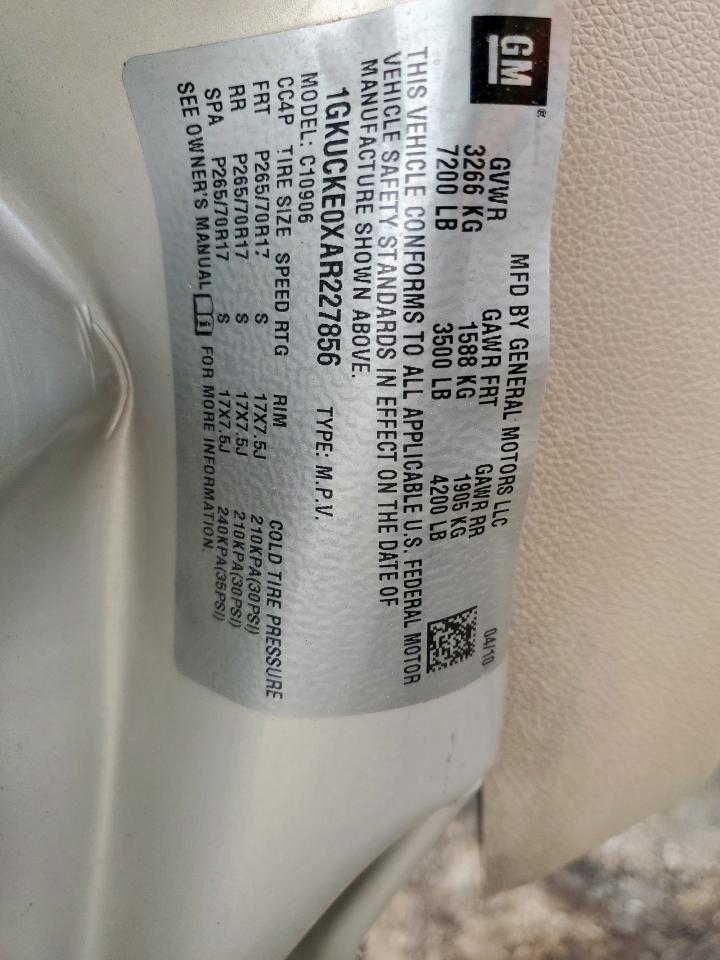 GM®
MFD BY GENERAL MOTORS LLC 04/10
GVWR GAWR FRT GAWR RR
3266 KG 1588 KG 1905 KG
7200 LB 3500 LB 4200 LB
THIS VEHICLE CONFORMS TO ALL APPLICABLE U.S. FEDERAL MOTOR
VEHICLE SAFETY STANDARDS IN EFFECT ON THE DATE OF
MANUFACTURE SHOWN ABOVE.
1GKUCKE0XAR227856 TYPE: M.P.V.
MODEL: C10906
CC4P TIRE SIZE SPEED RTG RIM COLD TIRE PRESSURE
FRT P265/70R17 S 17X7.5J 210KPA(30PSI)
RR P265/70R17 S 17X7.5J 210KPA(30PSI)
SPA P265/70R17 S 17X7.5J 240KPA(35PSI)
SEE OWNER'S MANUAL FOR MORE INFORMATION.